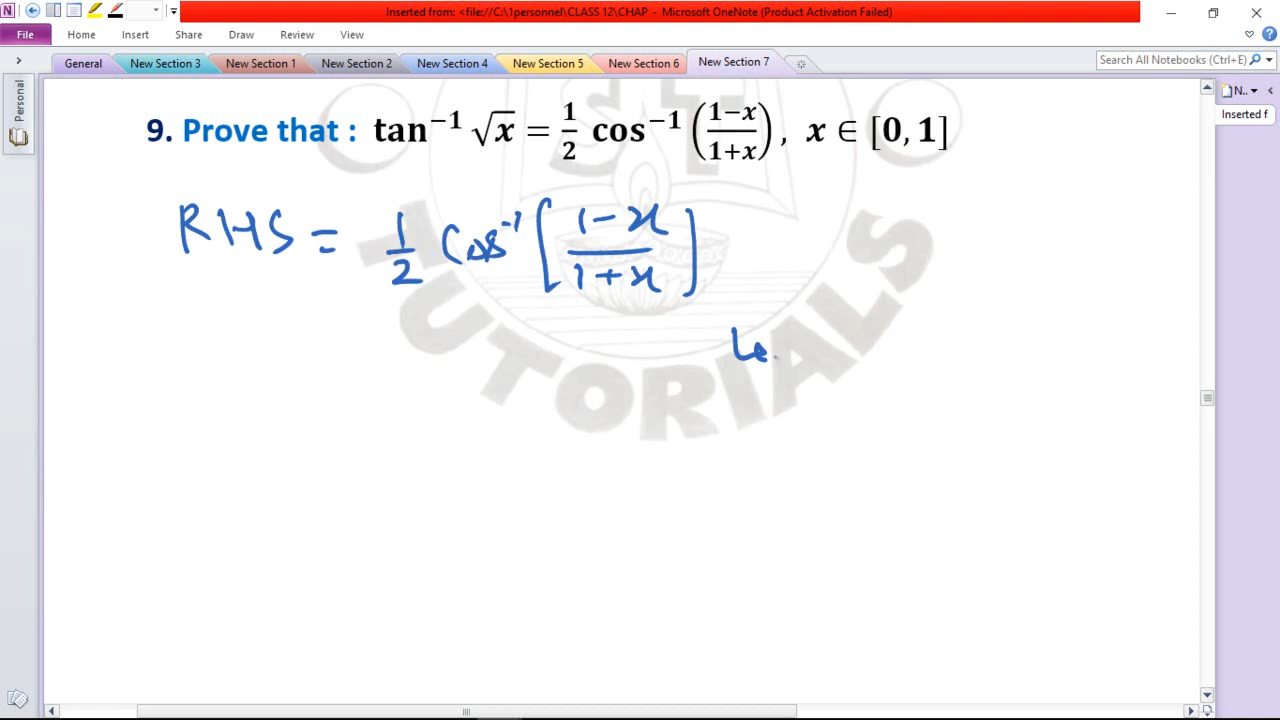 Inserted from: <file://C:\1personnel\CLASS 12\CHAP - Microsoft OneNote (Product Activation Failed)
File Home Insert Share Draw Review View
General New Section 3 New Section 1 New Section 2 New Section 4 New Section 5 New Section 6 New Section 7
Search All Notebooks (Ctrl+E)
N..
Inserted f
Personal
9. Prove that : tan⁻¹ √x = 1/2 cos⁻¹ ((1−x)/(1+x)), x ∈ [0, 1]
RHS = 1/2 Cos⁻¹ [(1-x)/(1+x)]
Le
ST
TUTORIALS